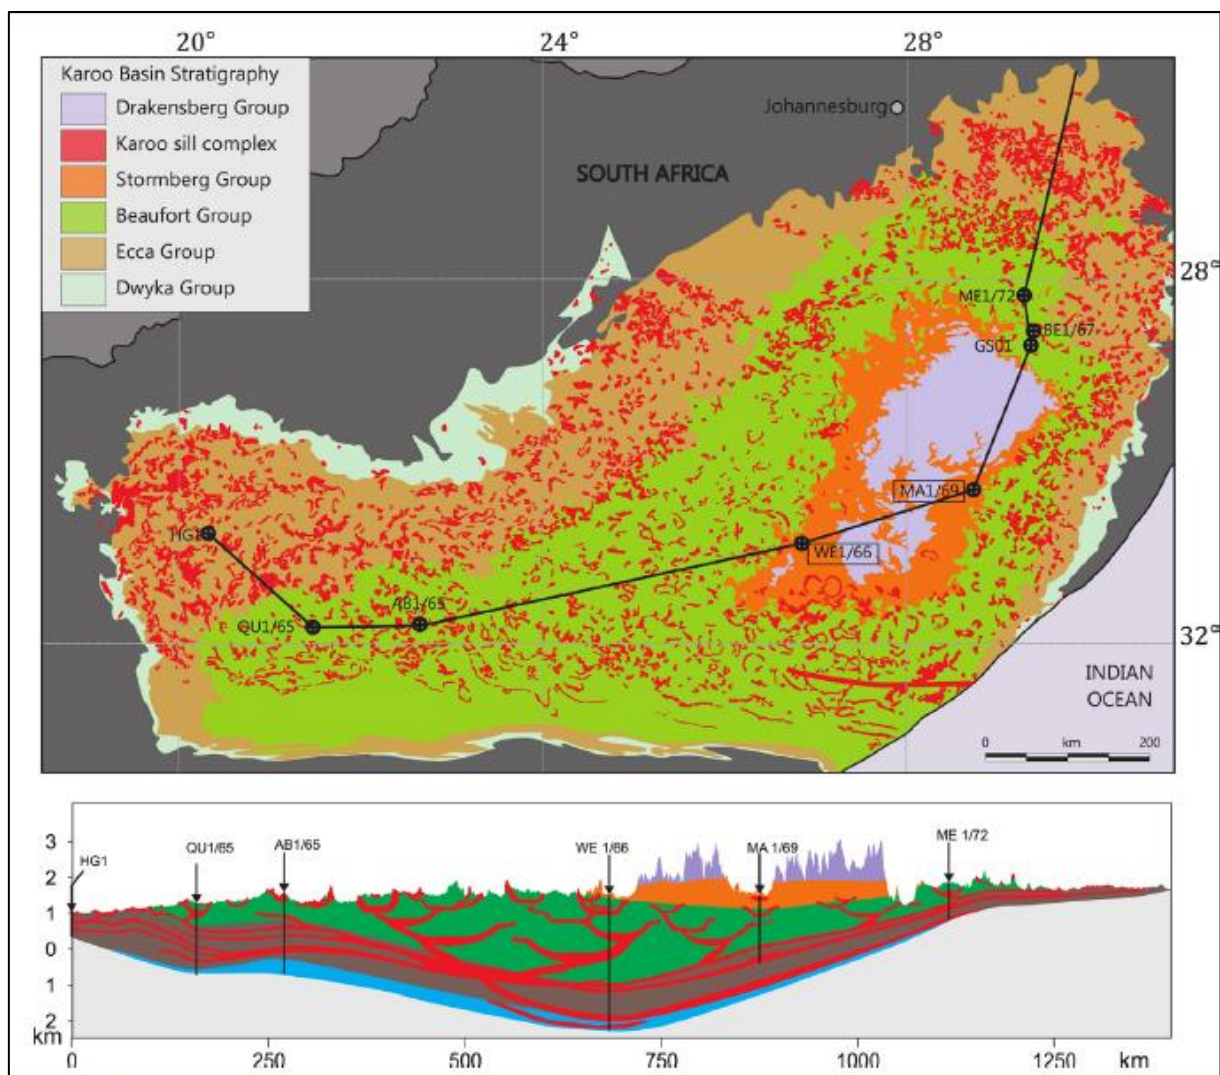 20° 24° 28°
Karoo Basin Stratigraphy
Drakensberg Group
Karoo sill complex
Stormberg Group
Beaufort Group
Ecca Group
Dwyka Group
Johannesburg
SOUTH AFRICA
28°
ME1/72
BE1/67
GS01
MA1/69
HG1
WE1/66
AB1/65
QU1/65
32°
INDIAN
OCEAN
0 km 200
3
HG1
QU1/65
AB1/65
WE 1/66
MA 1/69
ME 1/72
2
1
0
1
2
km
0 250 500 750 1000 1250 km